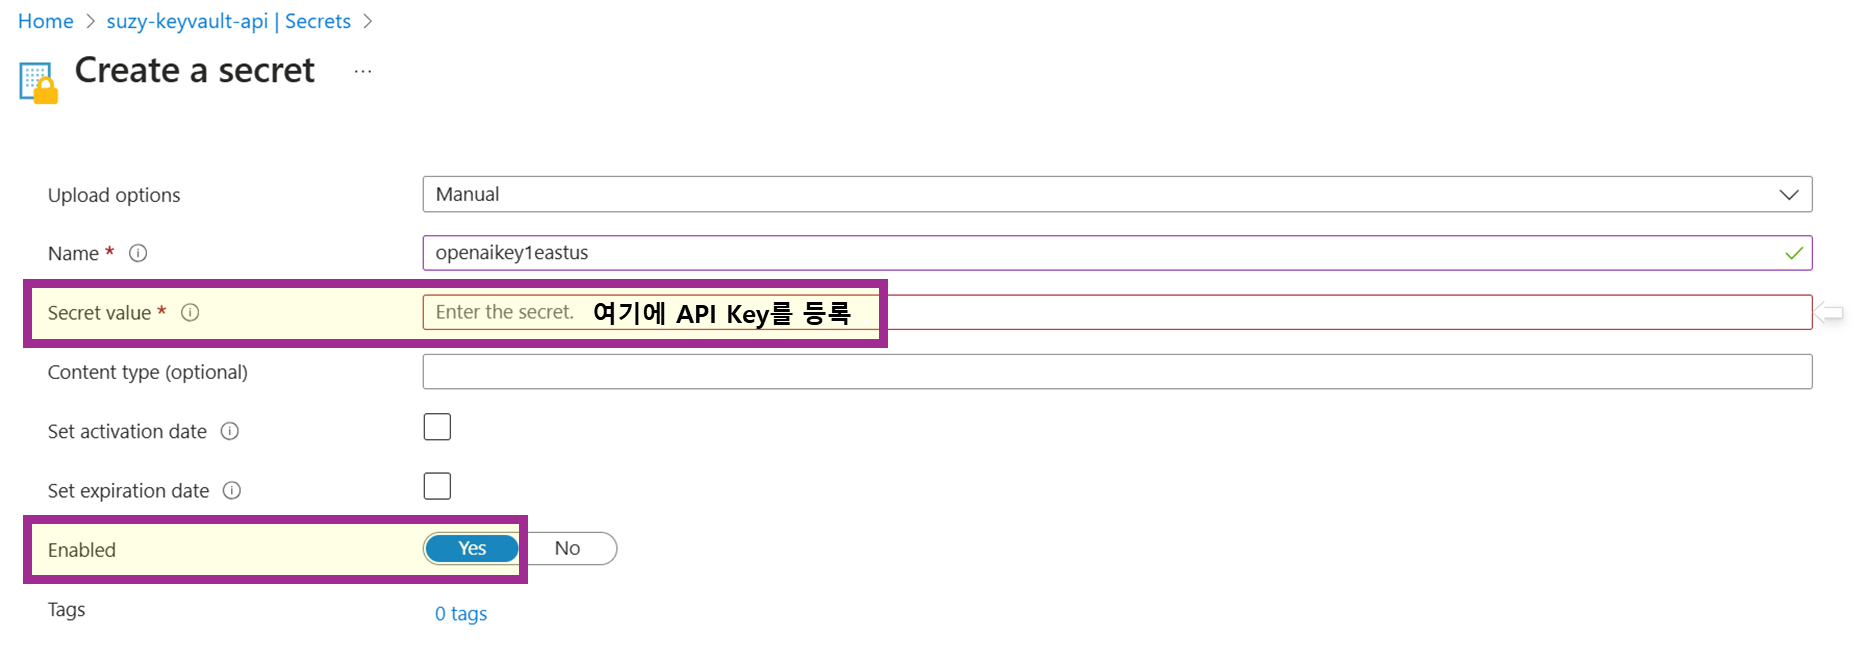 Home > suzy-keyvault-api | Secrets >
Create a secret ...
Upload options Manual
Name * openaikey1eastus
Secret value * Enter the secret. 여기에 API Key를 등록
Content type (optional)
Set activation date
Set expiration date
Enabled Yes No
Tags 0 tags